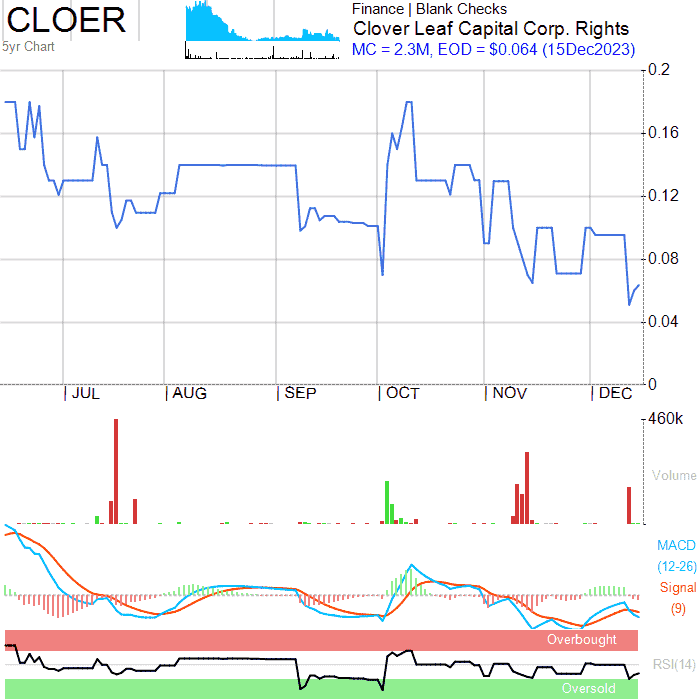 CLOER
5yr Chart
Finance | Blank Checks
Clover Leaf Capital Corp. Rights
MC = 2.3M, EOD = $0.064 (15Dec2023)
0.2
0.16
0.12
0.08
0.04
0
JUL AUG SEP OCT NOV DEC
460k
Volume
MACD
(12-26)
Signal
(9)
Overbought
RSI(14)
Oversold